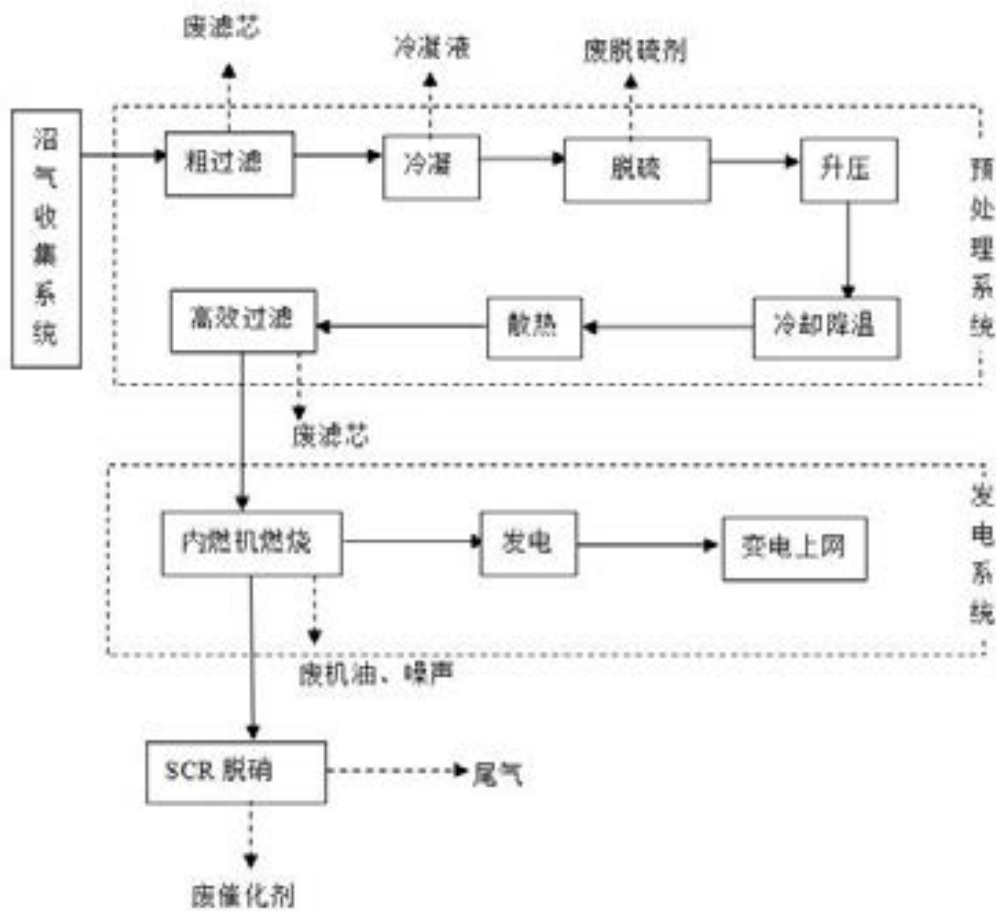 废滤芯
冷凝液
废脱硫剂
沼气收集系统
粗过滤
冷凝
脱硫
升压
预处理系统
高效过滤
散热
冷却降温
废滤芯
内燃机燃烧
发电
变电上网
发电系统
废机油、噪声
SCR 脱硝
尾气
废催化剂